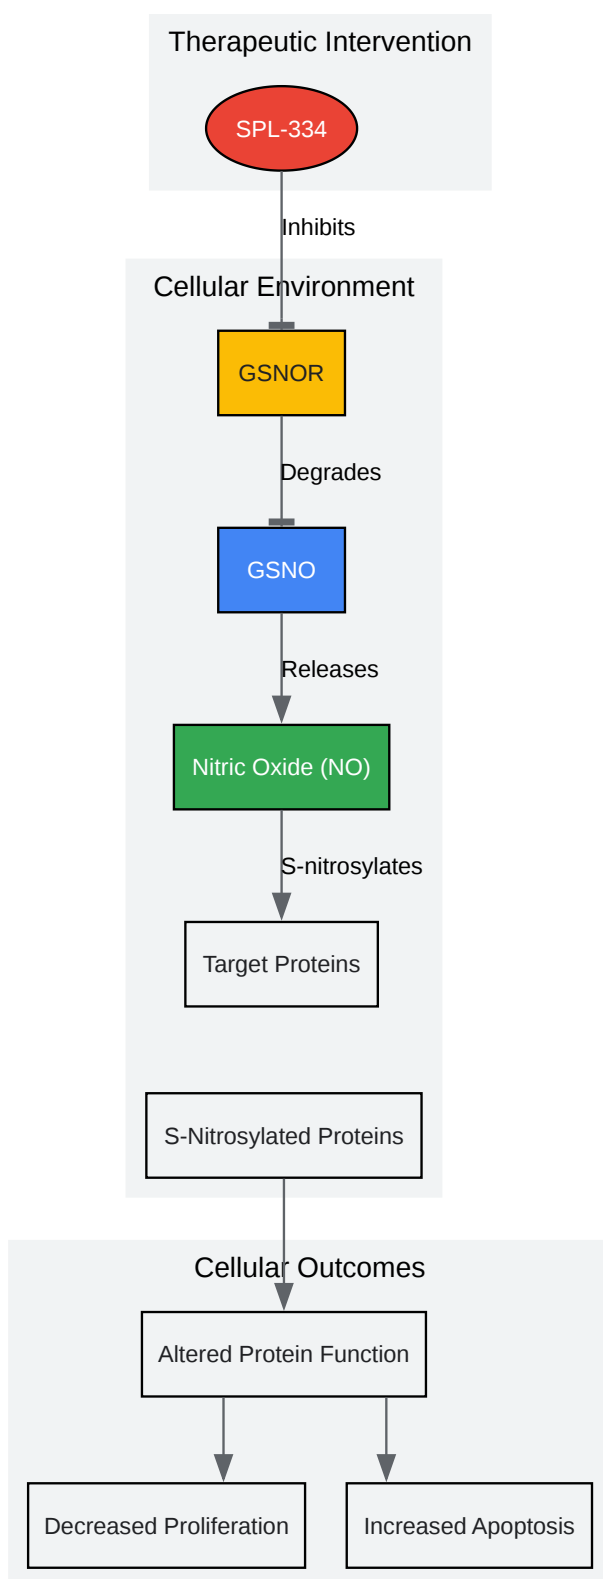 Therapeutic Intervention
SPL-334
Inhibits
Cellular Environment
GSNOR
Degrades
GSNO
Releases
Nitric Oxide (NO)
S-nitrosylates
Target Proteins
S-Nitrosylated Proteins
Cellular Outcomes
Altered Protein Function
Decreased Proliferation
Increased Apoptosis